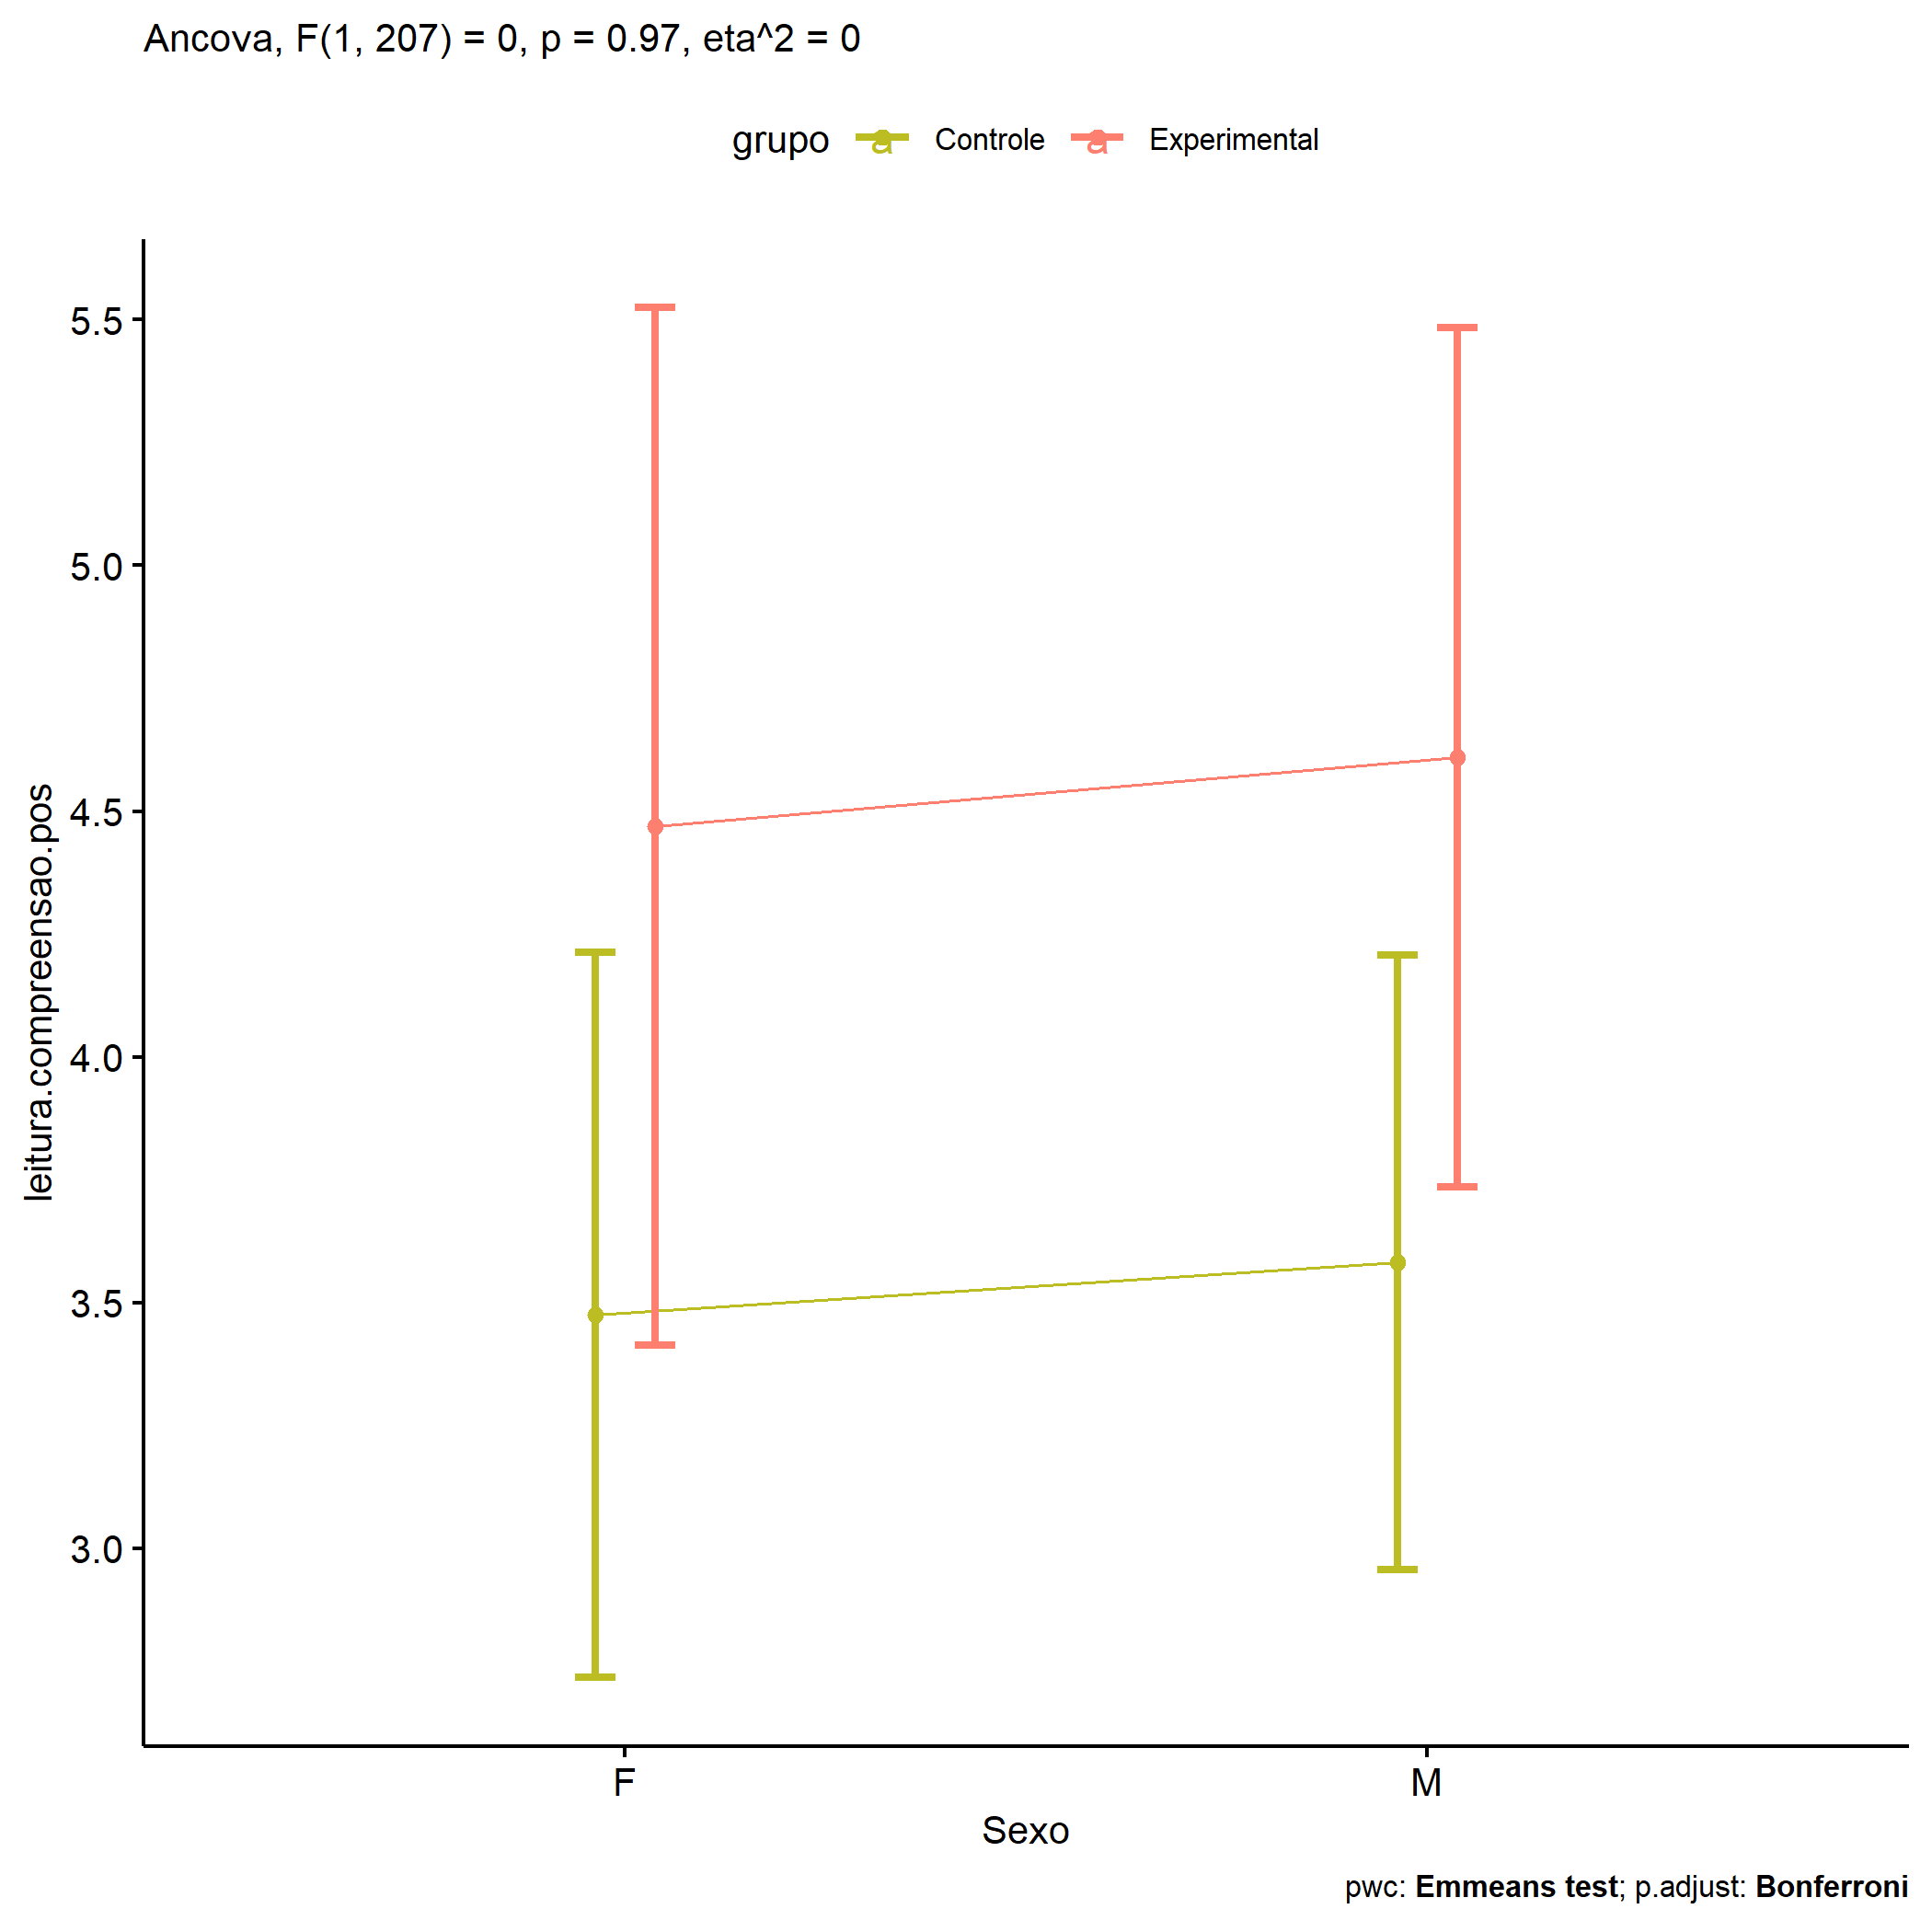 Ancova, F(1, 207) = 0, p = 0.97, eta^2 = 0
grupo a Controle a Experimental
5.5
5.0
4.5
4.0
3.5
3.0
leitura.compreensao.pos
F M
Sexo
pwc: Emmeans test; p.adjust: Bonferroni